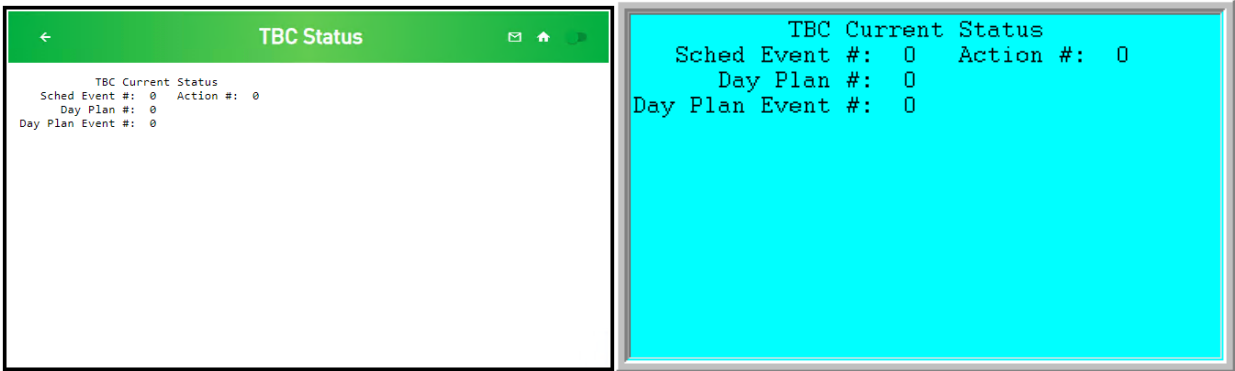 TBC Status
TBC Current Status
Sched Event #: 0 Action #: 0
Day Plan #: 0
Day Plan Event #: 0
TBC Current Status
Sched Event #: 0 Action #: 0
Day Plan #: 0
Day Plan Event #: 0